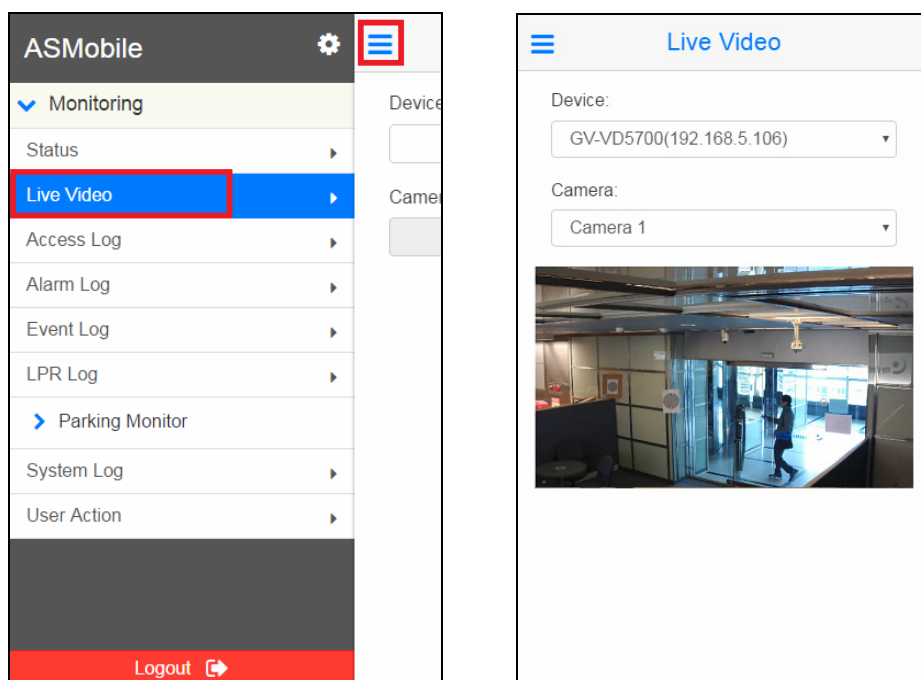 ASMobile
Monitoring
Status
Live Video
Access Log
Alarm Log
Event Log
LPR Log
Parking Monitor
System Log
User Action
Logout
Device
Camer
Live Video
Device:
GV-VD5700(192.168.5.106)
Camera:
Camera 1